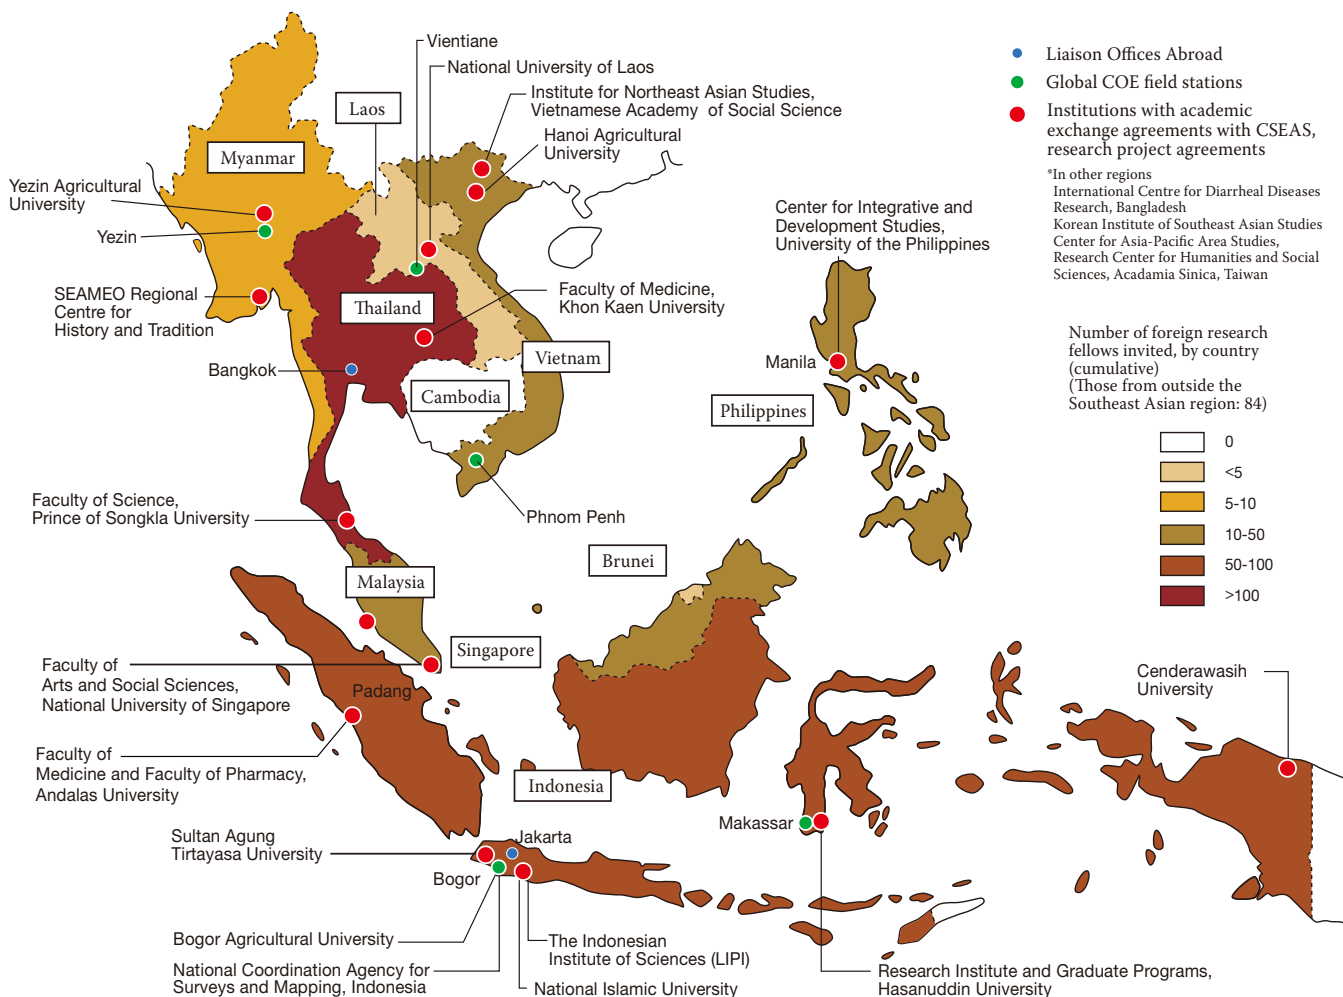 Vientiane
National University of Laos
Institute for Northeast Asian Studies,
Vietnamese Academy of Social Science
Hanoi Agricultural
University
Laos
Myanmar
Yezin Agricultural
University
Yezin
SEAMEO Regional
Centre for
History and Tradition
Thailand
Faculty of Medicine,
Khon Kaen University
Bangkok
Vietnam
Cambodia
Phnom Penh
Faculty of Science,
Prince of Songkla University
Center for Integrative and
Development Studies,
University of the Philippines
Manila
Philippines
Liaison Offices Abroad
Global COE field stations
Institutions with academic
exchange agreements with CSEAS,
research project agreements
*In other regions
International Centre for Diarrheal Diseases
Research, Bangladesh
Korean Institute of Southeast Asian Studies
Center for Asia-Pacific Area Studies,
Research Center for Humanities and Social
Sciences, Acadamia Sinica, Taiwan
Number of foreign research
fellows invited, by country
(cumulative)
(Those from outside the
Southeast Asian region: 84)
0
<5
5-10
10-50
50-100
>100
Brunei
Malaysia
Singapore
Faculty of
Arts and Social Sciences,
National University of Singapore
Padang
Faculty of
Medicine and Faculty of Pharmacy,
Andalas University
Indonesia
Cenderawasih
University
Makassar
Sultan Agung
Tirtayasa University
Jakarta
Bogor
Bogor Agricultural University
National Coordination Agency for
Surveys and Mapping, Indonesia
The Indonesian
Institute of Sciences (LIPI)
National Islamic University
Research Institute and Graduate Programs,
Hasanuddin University